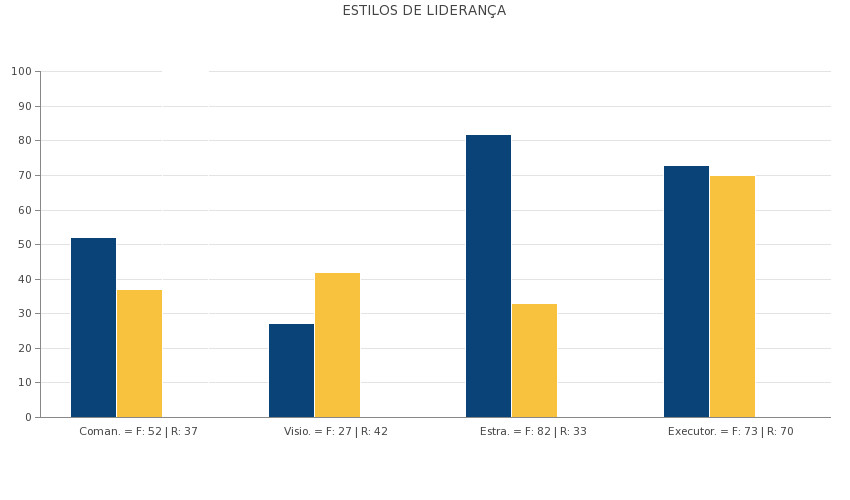 ESTILOS DE LIDERANÇA
100
90
80
70
60
50
40
30
20
10
0
Coman. = F: 52 | R: 37
Visio. = F: 27 | R: 42
Estra. = F: 82 | R: 33
Executor. = F: 73 | R: 70